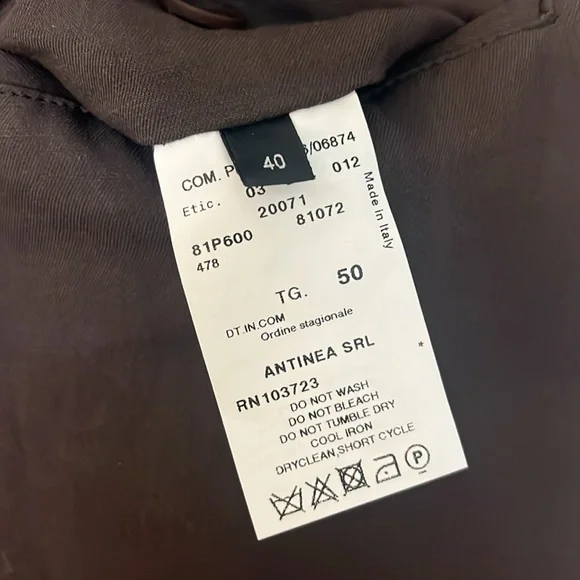 40
COM. P /06874
Etic. 03 012
20071
81P600 81072
478
Made in Italy
TG. 50
DT.IN.COM
Ordine stagionale
ANTINEA SRL *
RN103723
DO NOT WASH
DO NOT BLEACH
DO NOT TUMBLE DRY
COOL IRON
DRYCLEAN,SHORT CYCLE
P